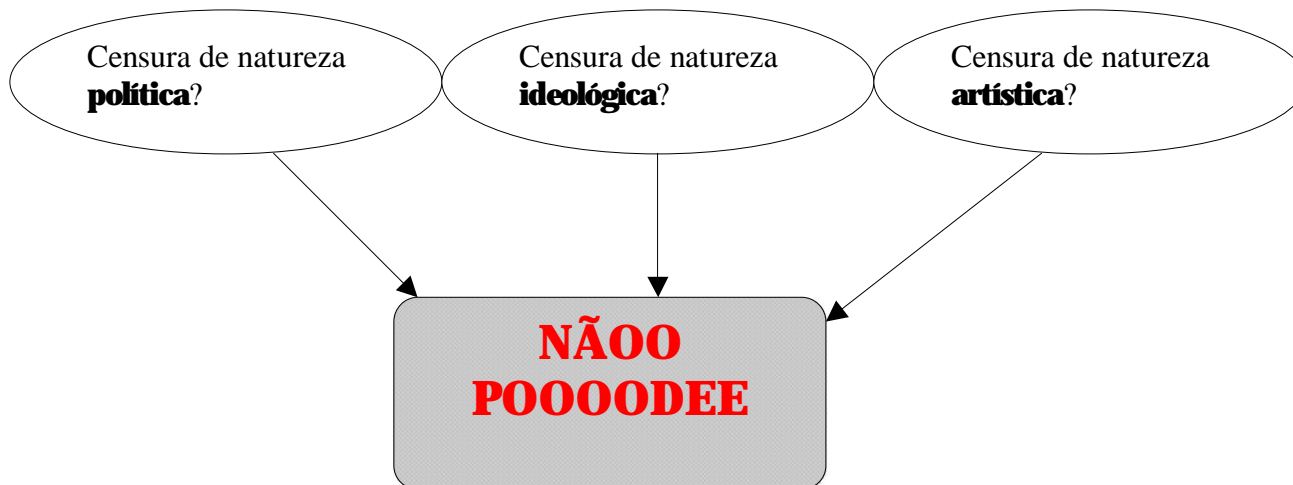 Censura de natureza
política?
Censura de natureza
ideológica?
Censura de natureza
artística?
NÃOO
POOOODEE